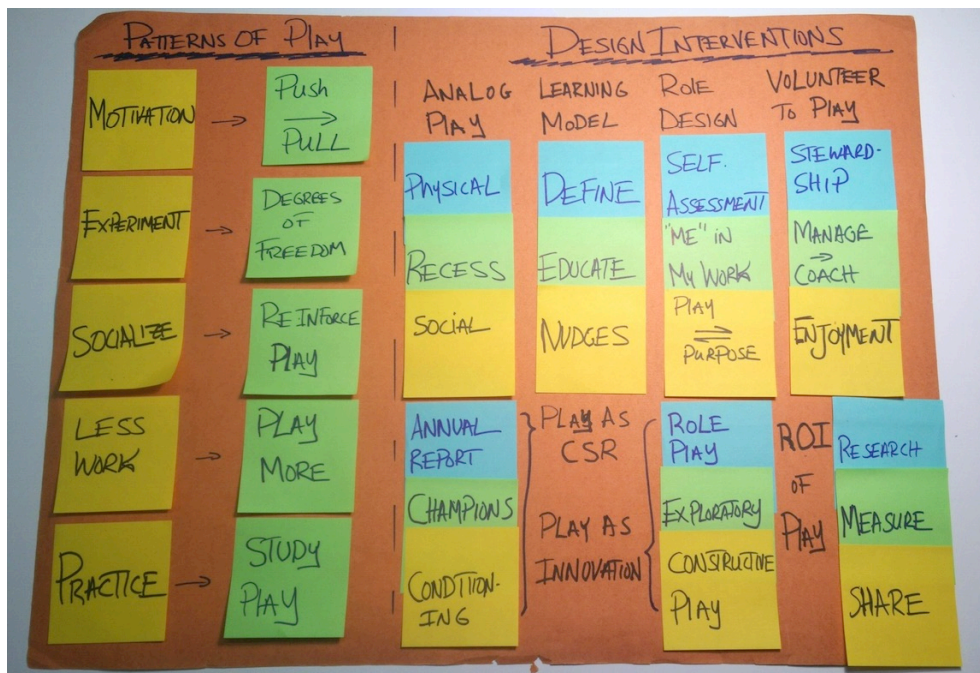 PATTERNS OF PLAY
MOTIVATION →
Push
→
PULL
EXPERIMENT →
DEGREES
OF
FREEDOM
SOCIALIZE →
REINFORCE
PLAY
LESS
WORK →
PLAY
MORE
PRACTICE →
STUDY
PLAY
DESIGN INTERVENTIONS
ANALOG
PLAY
PHYSICAL
RECESS
SOCIAL
LEARNING
MODEL
DEFINE
EDUCATE
NUDGES
ROLE
DESIGN
SELF-
ASSESSMENT
"ME" IN
MY WORK
PLAY
⇌
PURPOSE
VOLUNTEER
TO PLAY
STEWARD-
SHIP
MANAGE
→
COACH
ENJOYMENT
ANNUAL
REPORT
CHAMPIONS
CONDITION-
ING
PLAY AS
CSR
PLAY AS
INNOVATION
ROLE
PLAY
EXPLORATORY
CONSTRUCTIVE
PLAY
ROI
OF
PLAY
RESEARCH
MEASURE
SHARE